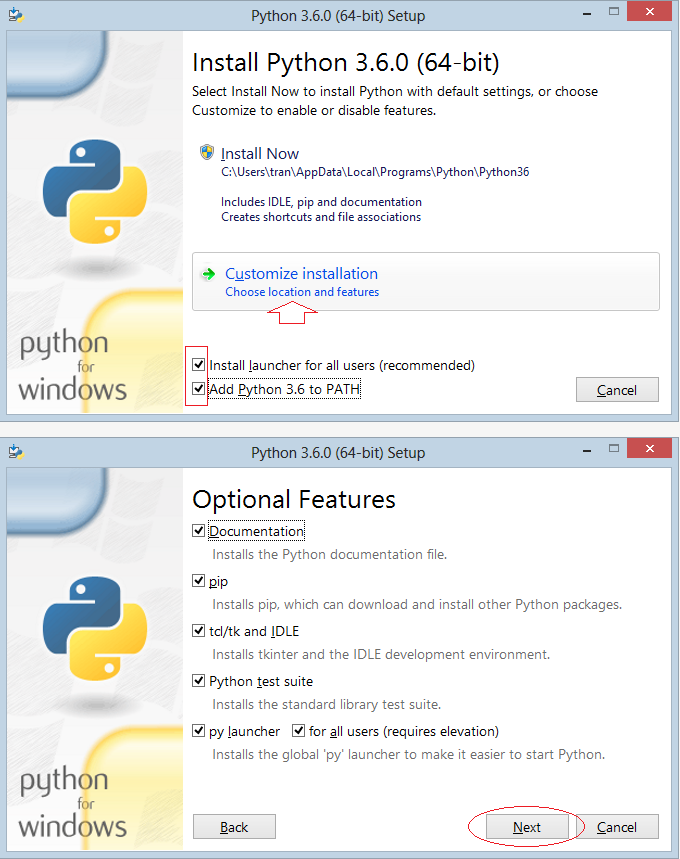 Python 3.6.0 (64-bit) Setup
Install Python 3.6.0 (64-bit)
Select Install Now to install Python with default settings, or choose
Customize to enable or disable features.
Install Now
C:\Users\tran\AppData\Local\Programs\Python\Python36
Includes IDLE, pip and documentation
Creates shortcuts and file associations
Customize installation
Choose location and features
Install launcher for all users (recommended)
Add Python 3.6 to PATH
Cancel
python
for
windows
Python 3.6.0 (64-bit) Setup
Optional Features
Documentation
Installs the Python documentation file.
pip
Installs pip, which can download and install other Python packages.
tcl/tk and IDLE
Installs tkinter and the IDLE development environment.
Python test suite
Installs the standard library test suite.
py launcher for all users (requires elevation)
Installs the global 'py' launcher to make it easier to start Python.
python
for
windows
Back Next Cancel